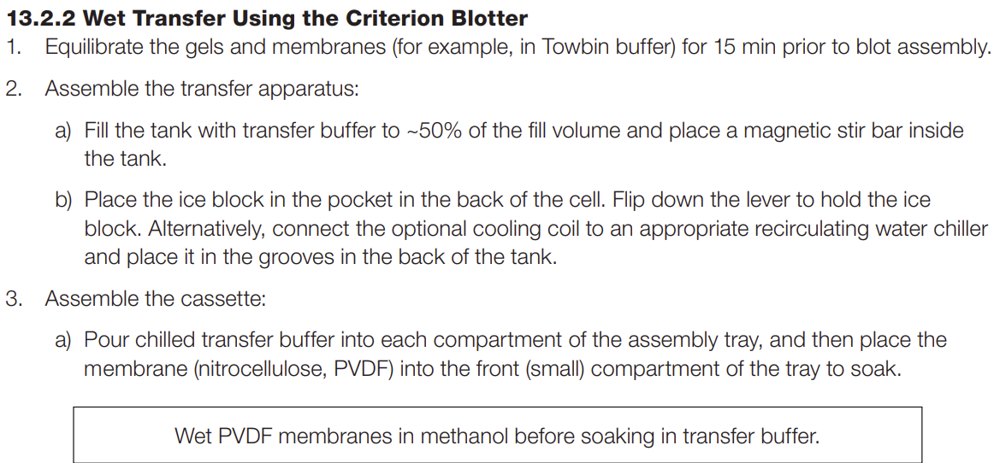 13.2.2 Wet Transfer Using the Criterion Blotter
1. Equilibrate the gels and membranes (for example, in Towbin buffer) for 15 min prior to blot assembly.
2. Assemble the transfer apparatus:
a) Fill the tank with transfer buffer to ~50% of the fill volume and place a magnetic stir bar inside
the tank.
b) Place the ice block in the pocket in the back of the cell. Flip down the lever to hold the ice
block. Alternatively, connect the optional cooling coil to an appropriate recirculating water chiller
and place it in the grooves in the back of the tank.
3. Assemble the cassette:
a) Pour chilled transfer buffer into each compartment of the assembly tray, and then place the
membrane (nitrocellulose, PVDF) into the front (small) compartment of the tray to soak.
Wet PVDF membranes in methanol before soaking in transfer buffer.